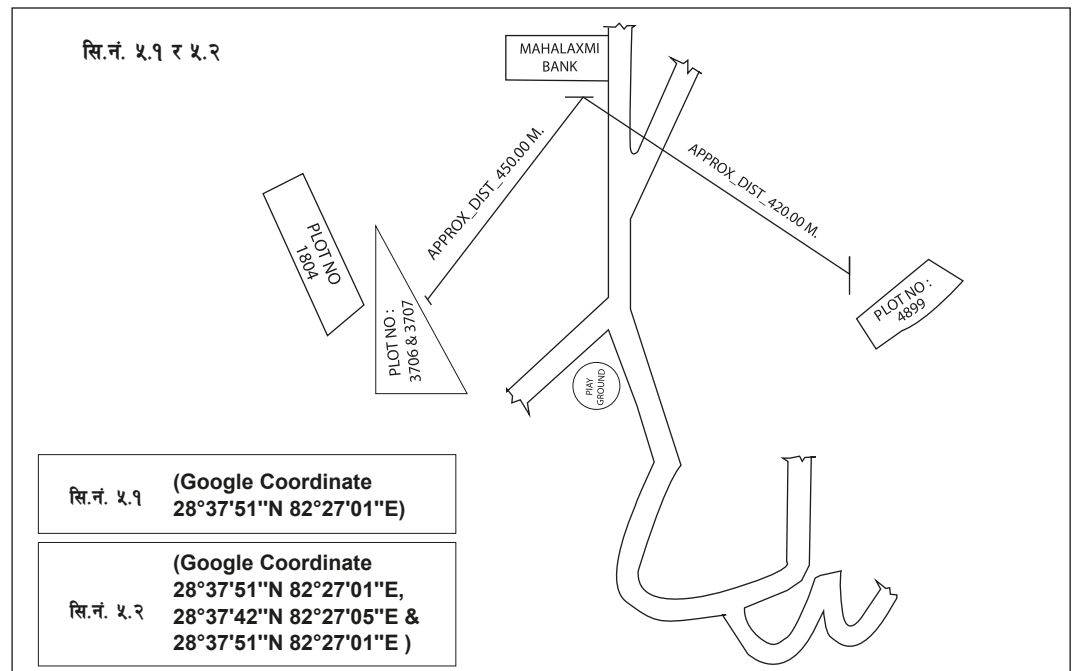 सि.नं. ५.१ र ५.२
MAHALAXMI
BANK
APPROX_DIST_450.00 M.
APPROX_DIST_420.00 M.
PLOT NO
1804
PLOT NO :
3706 & 3707
PLOT NO :
4899
PlAY
GROUND
सि.नं. ५.१
(Google Coordinate
28°37'51"N 82°27'01"E)
सि.नं. ५.२
(Google Coordinate
28°37'51"N 82°27'01"E,
28°37'42"N 82°27'05"E &
28°37'51"N 82°27'01"E )